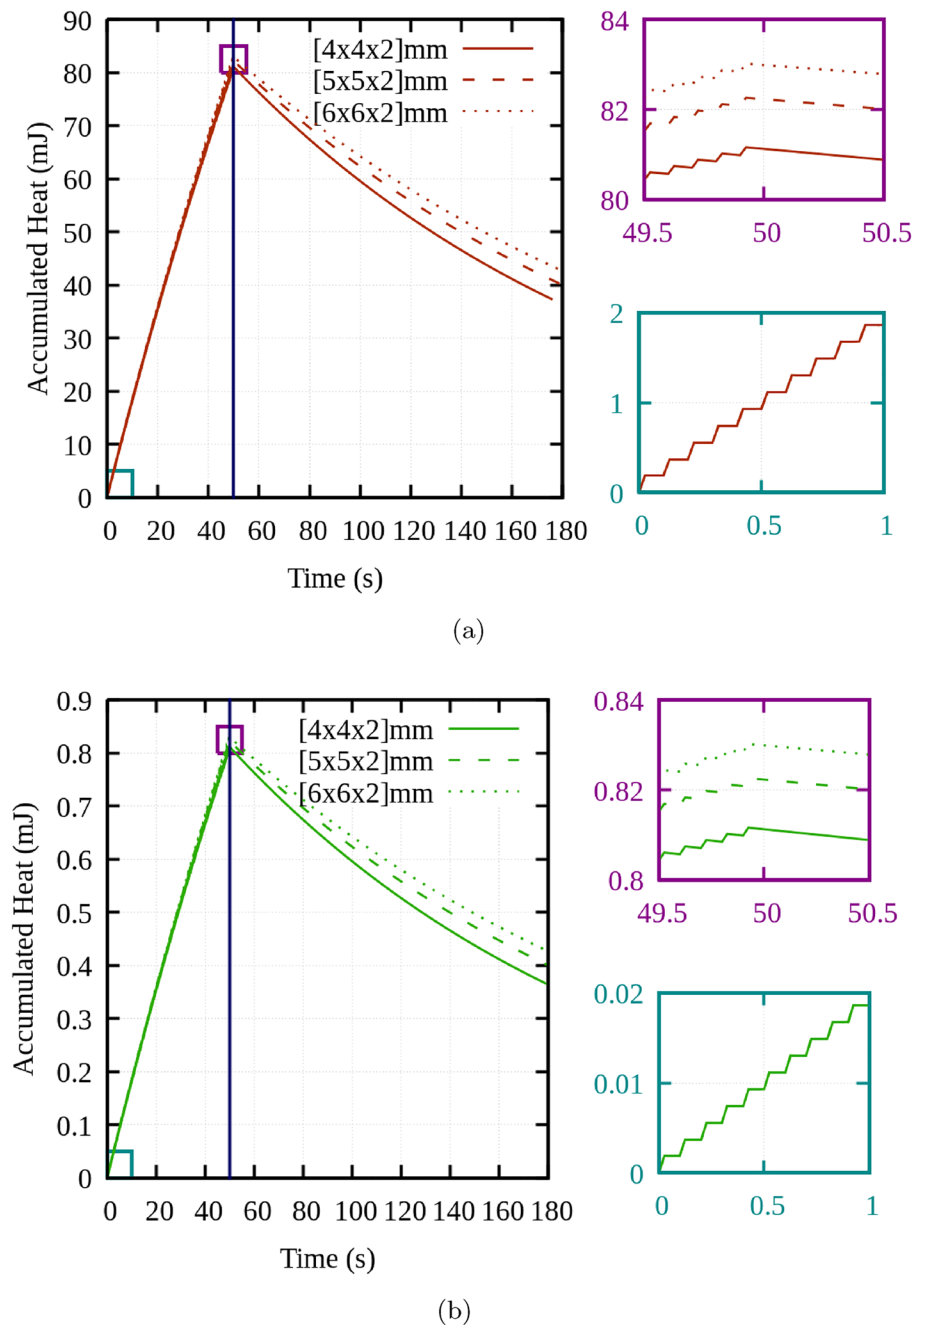 90
80
70
60
50
40
30
20
10
0
Accumulated Heat (mJ)
[4x4x2]mm
[5x5x2]mm
[6x6x2]mm
0 20 40 60 80 100 120 140 160 180
Time (s)
84
82
80
49.5 50 50.5
2
1
0
0 0.5 1
(a)
0.9
0.8
0.7
0.6
0.5
0.4
0.3
0.2
0.1
0
Accumulated Heat (mJ)
[4x4x2]mm
[5x5x2]mm
[6x6x2]mm
0 20 40 60 80 100 120 140 160 180
Time (s)
0.84
0.82
0.8
49.5 50 50.5
0.02
0.01
0
0 0.5 1
(b)